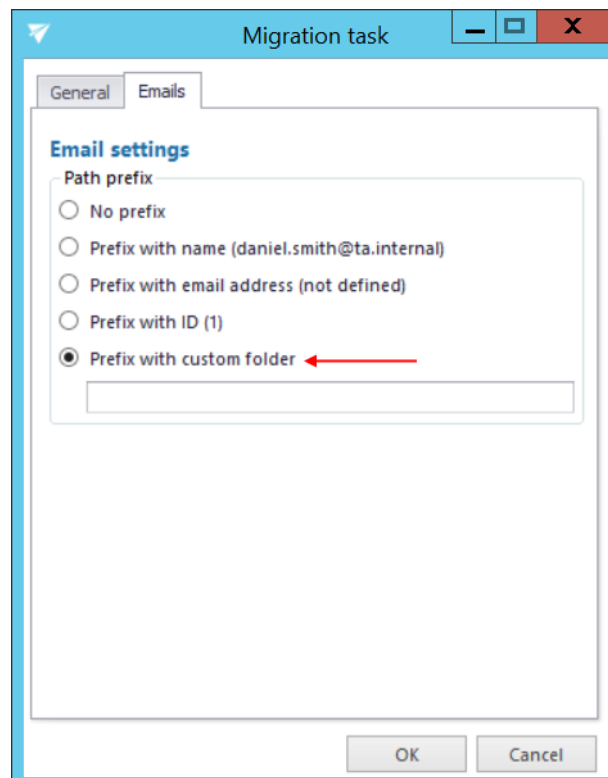 Migration task
General
Emails
Email settings
Path prefix
No prefix
Prefix with name (daniel.smith@ta.internal)
Prefix with email address (not defined)
Prefix with ID (1)
Prefix with custom folder
OK
Cancel